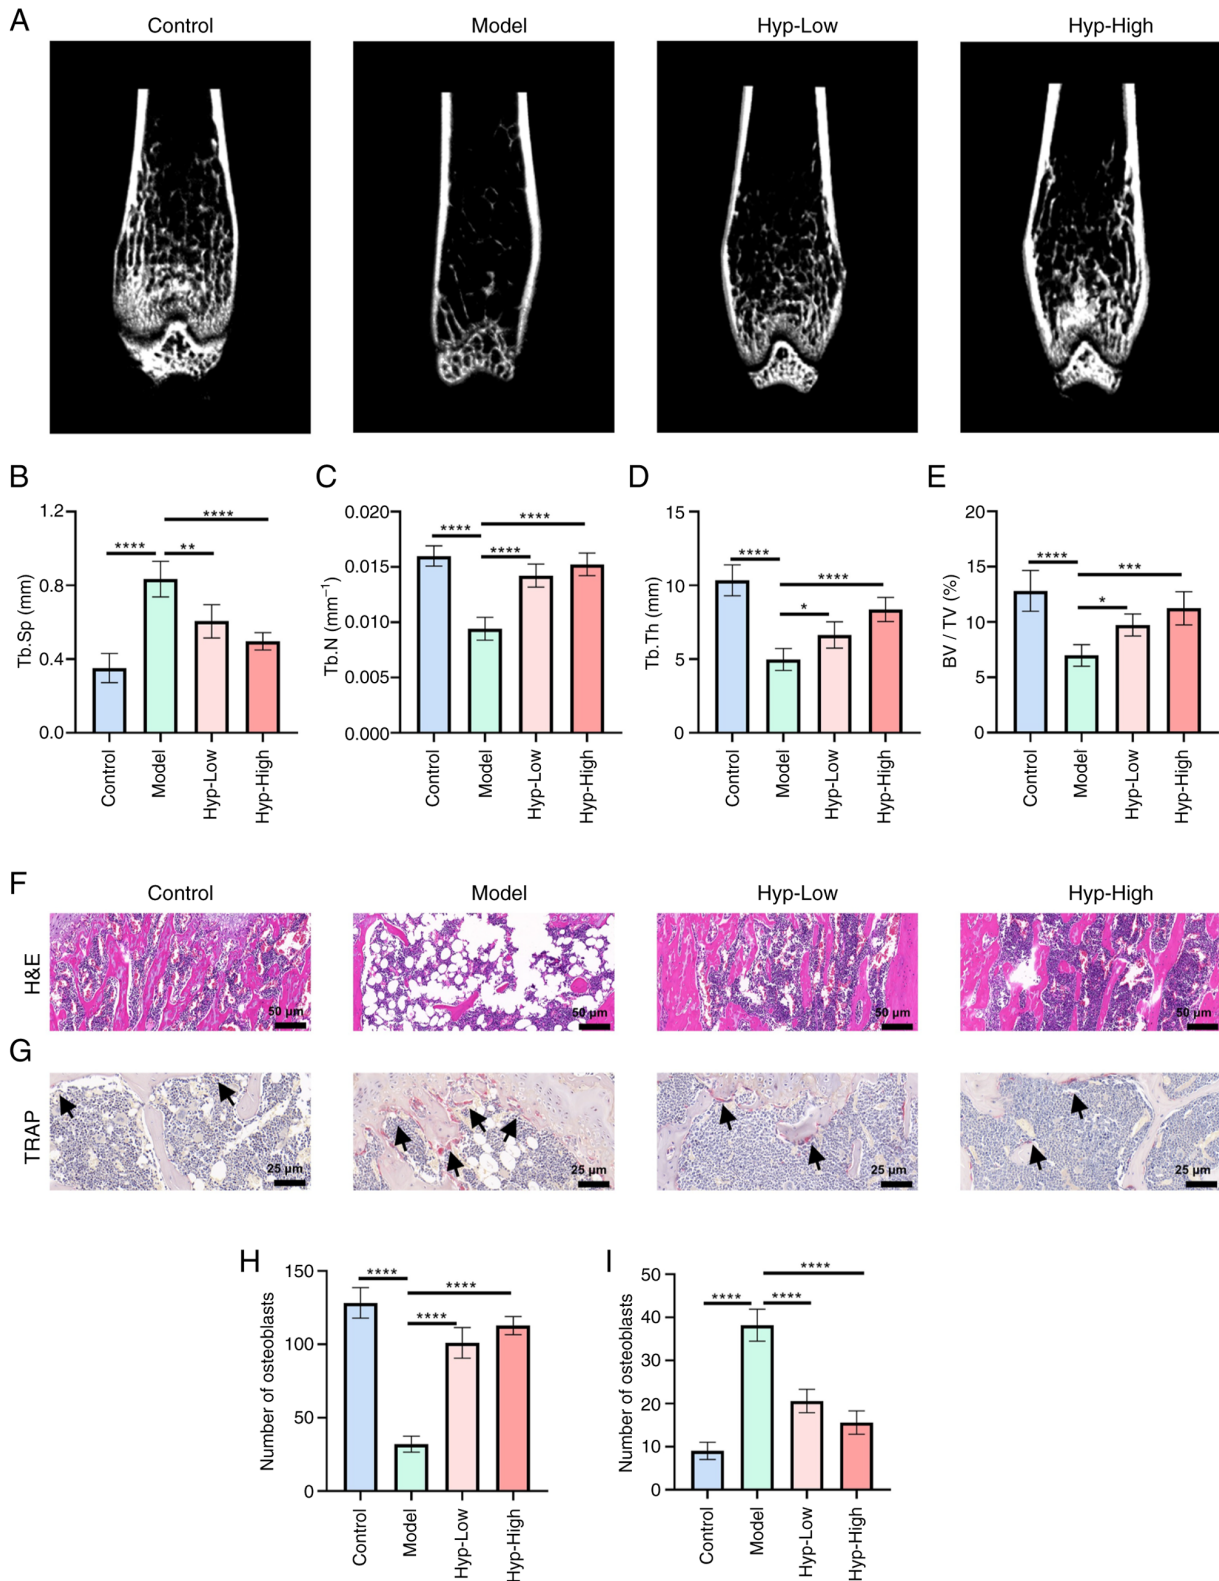 A
Control
Model
Hyp-Low
Hyp-High
B
Tb.Sp (mm)
1.2
0.8
0.4
0.0
****
**
****
Control
Model
Hyp-Low
Hyp-High
C
Tb.N (mm⁻¹)
0.020
0.015
0.010
0.005
0.000
****
****
****
Control
Model
Hyp-Low
Hyp-High
D
Tb.Th (mm)
15
10
5
0
****
****
*
Control
Model
Hyp-Low
Hyp-High
E
BV / TV (%)
20
15
10
5
0
****
***
*
Control
Model
Hyp-Low
Hyp-High
F
Control
Model
Hyp-Low
Hyp-High
H&E
50 µm
50 µm
50 µm
50 µm
G
TRAP
25 µm
25 µm
25 µm
25 µm
H
Number of osteoblasts
150
100
50
0
****
****
****
Control
Model
Hyp-Low
Hyp-High
I
Number of osteoblasts
50
40
30
20
10
0
****
****
****
Control
Model
Hyp-Low
Hyp-High